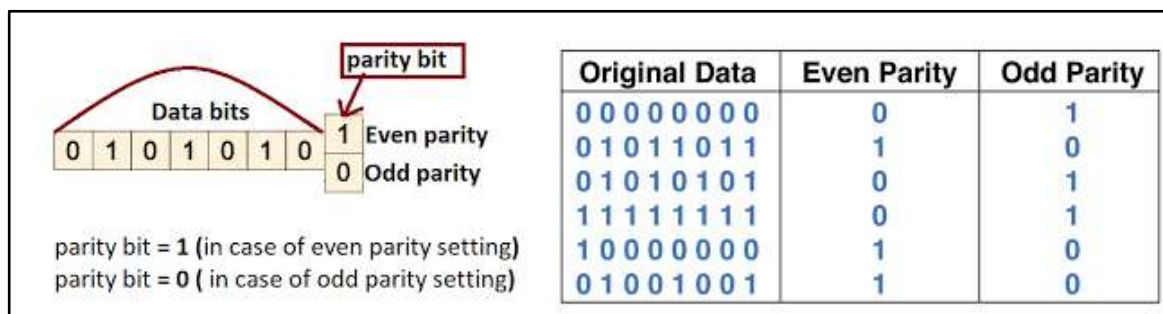 parity bit
Data bits
0 1 0 1 0 1 0
1 Even parity
0 Odd parity
parity bit = 1 (in case of even parity setting)
parity bit = 0 ( in case of odd parity setting)
Original Data Even Parity Odd Parity
0 0 0 0 0 0 0 0 0 1
0 1 0 1 1 0 1 1 1 0
0 1 0 1 0 1 0 1 0 1
1 1 1 1 1 1 1 1 0 1
1 0 0 0 0 0 0 0 1 0
0 1 0 0 1 0 0 1 1 0